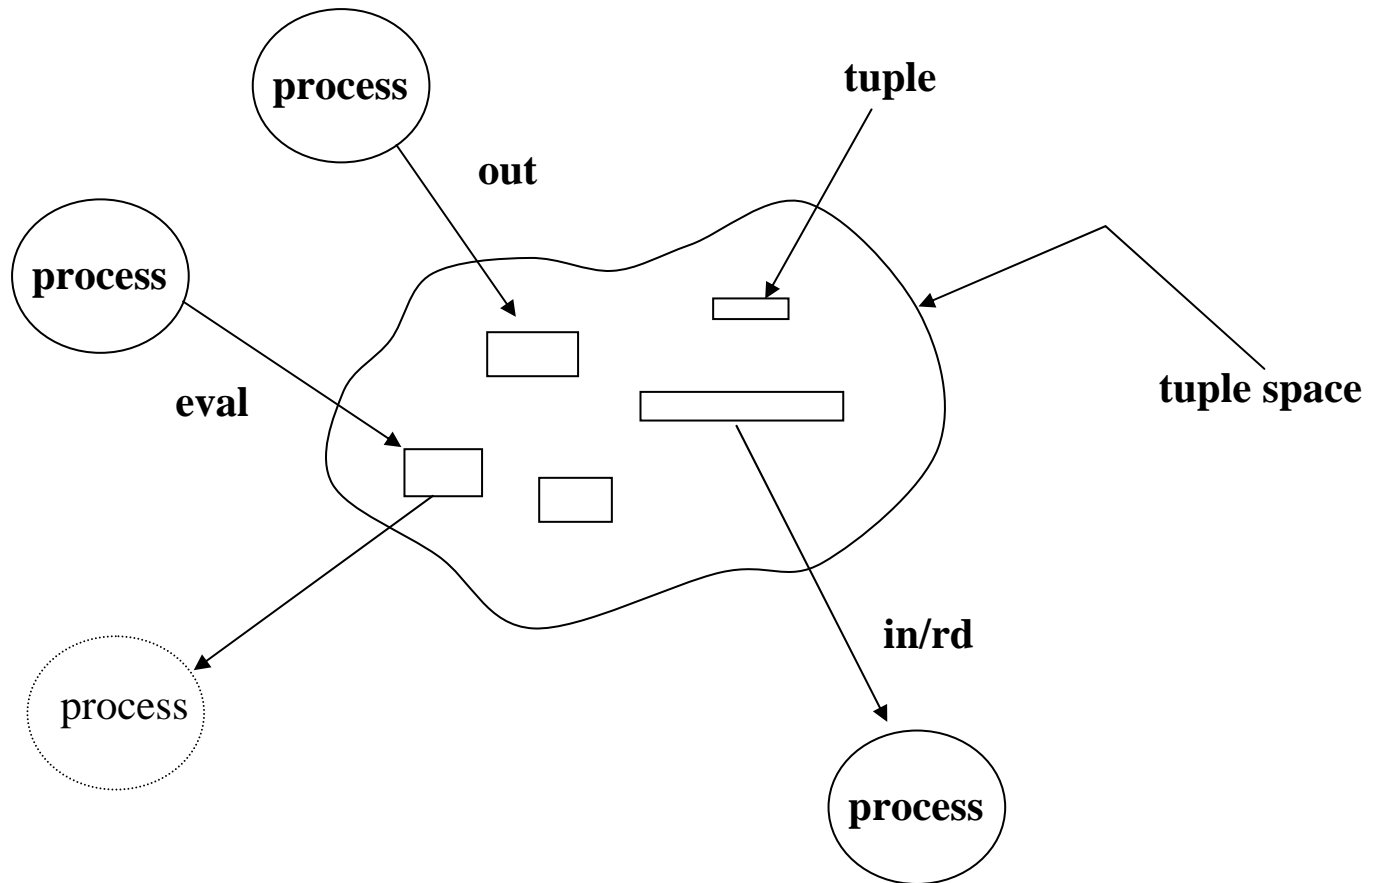 process
tuple
out
process
tuple space
eval
in/rd
process
process